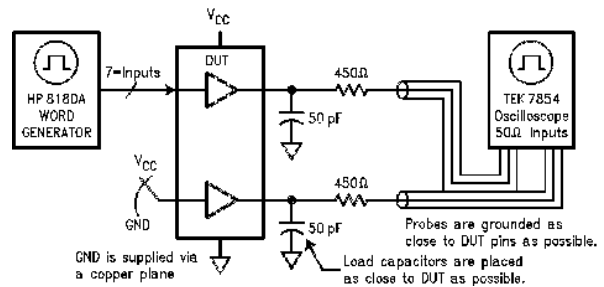 VCC
DUT
HP 818DA
WORD
GENERATOR
7=Inputs
450Ω
50 pF
TEK 7854
Oscilloscope
50Ω Inputs
VCC
GND
450Ω
50 pF
Probes are grounded as
close to DUT pins as possible.
GND is supplied via
a copper plane
Load capacitors are placed
as close to DUT as possible.